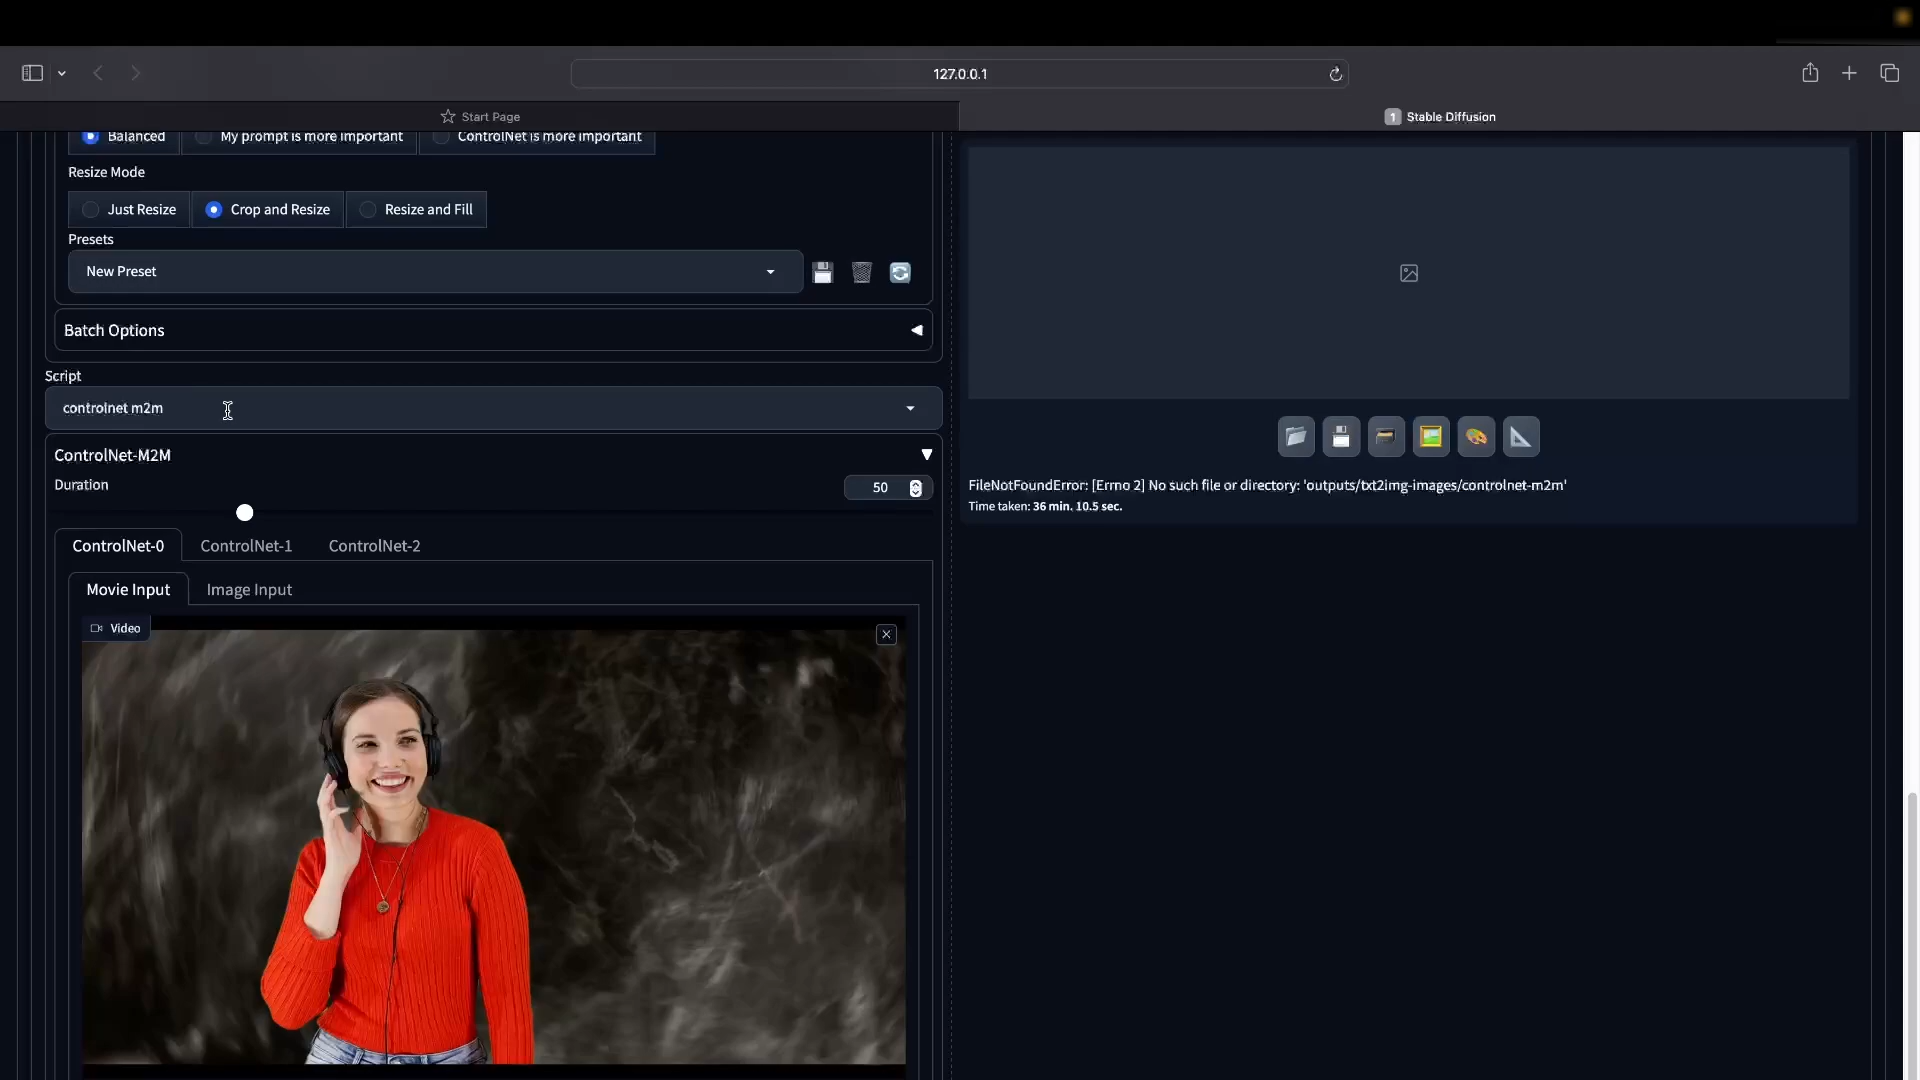 127.0.0.1
Start Page
1 Stable Diffusion
Balanced
My prompt is more important
ControlNet is more important
Resize Mode
Just Resize
Crop and Resize
Resize and Fill
Presets
New Preset
Batch Options
Script
controlnet m2m
ControlNet-M2M
Duration
50
ControlNet-0
ControlNet-1
ControlNet-2
Movie Input
Image Input
Video
FileNotFoundError: [Errno 2] No such file or directory: 'outputs/txt2img-images/controlnet-m2m'
Time taken: 36 min. 10.5 sec.